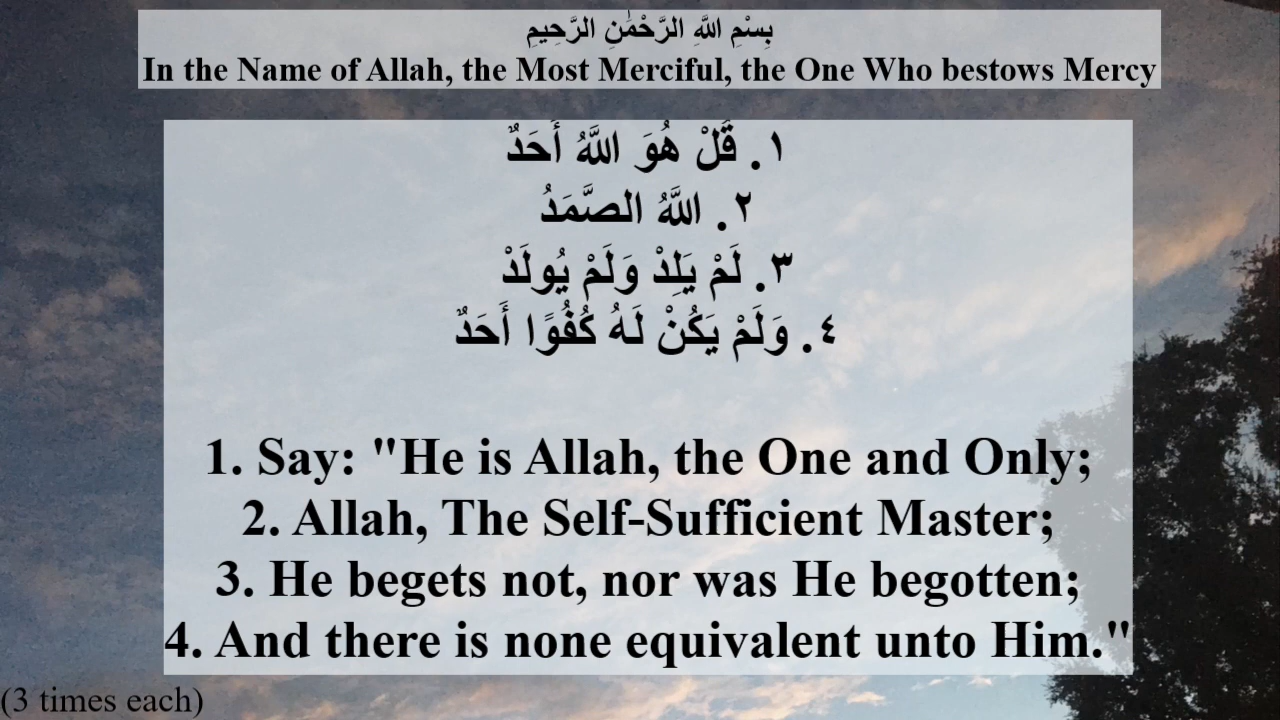 بِسْمِ اللَّهِ الرَّحْمَٰنِ الرَّحِيمِ
In the Name of Allah, the Most Merciful, the One Who bestows Mercy
١. قُلْ هُوَ اللَّهُ أَحَدٌ
٢. اللَّهُ الصَّمَدُ
٣. لَمْ يَلِدْ وَلَمْ يُولَدْ
٤. وَلَمْ يَكُنْ لَهُ كُفُوًا أَحَدٌ
1. Say: "He is Allah, the One and Only;
2. Allah, The Self-Sufficient Master;
3. He begets not, nor was He begotten;
4. And there is none equivalent unto Him."
(3 times each)